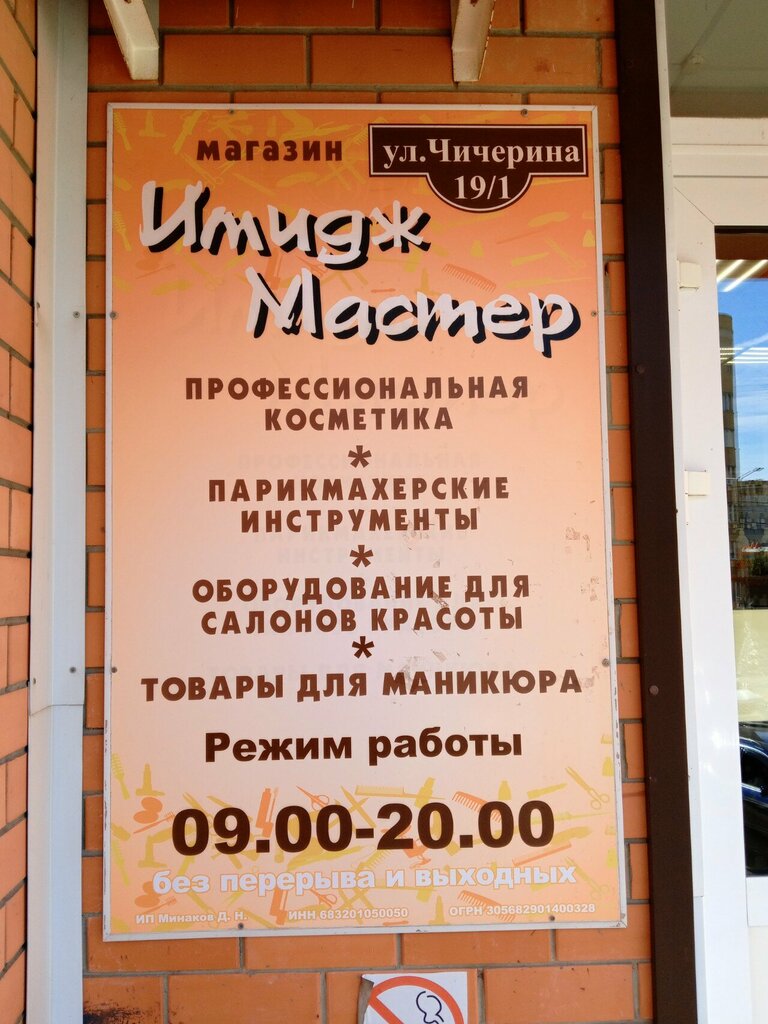 магазин
ул.Чичерина
19/1
Имидж
Мастер
ПРОФЕССИОНАЛЬНАЯ
КОСМЕТИКА
*
ПАРИКМАХЕРСКИЕ
ИНСТРУМЕНТЫ
*
ОБОРУДОВАНИЕ ДЛЯ
САЛОНОВ КРАСОТЫ
*
ТОВАРЫ ДЛЯ МАНИКЮРА
Режим работы
09.00-20.00
без перерыва и выходных
ИП Минаков Д. Н. ИНН 683201050050 ОГРН 305682901400328